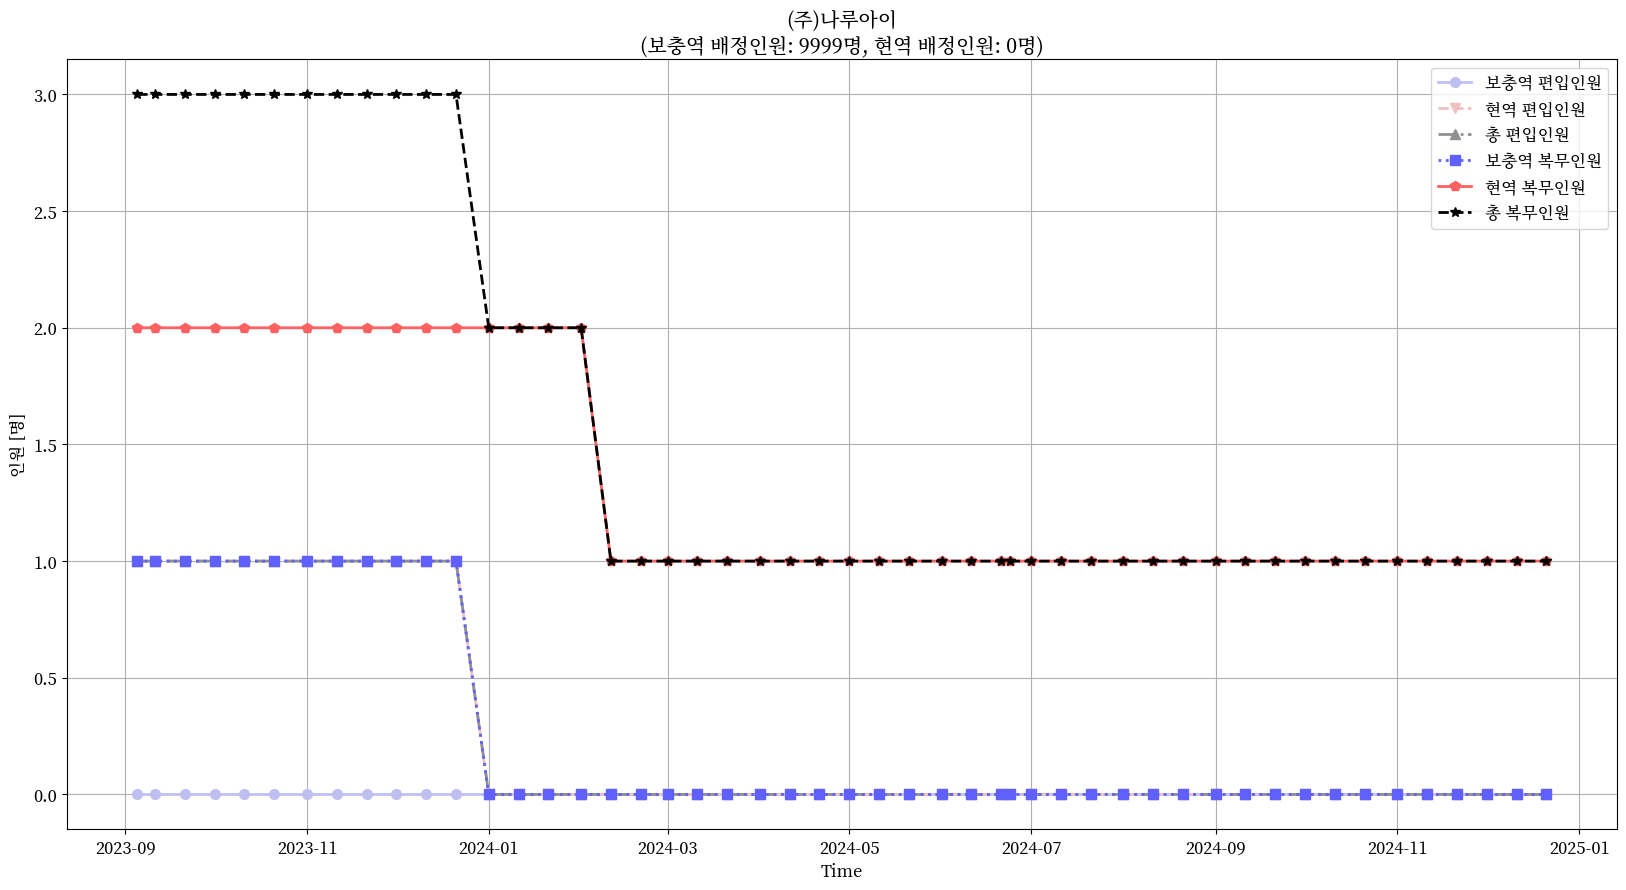 (주)나루아이
(보충역 배정인원: 9999명, 현역 배정인원: 0명)
보충역 편입인원
현역 편입인원
총 편입인원
보충역 복무인원
현역 복무인원
총 복무인원
인원 [명]
3.0
2.5
2.0
1.5
1.0
0.5
0.0
2023-09 2023-11 2024-01 2024-03 2024-05 2024-07 2024-09 2024-11 2025-01
Time